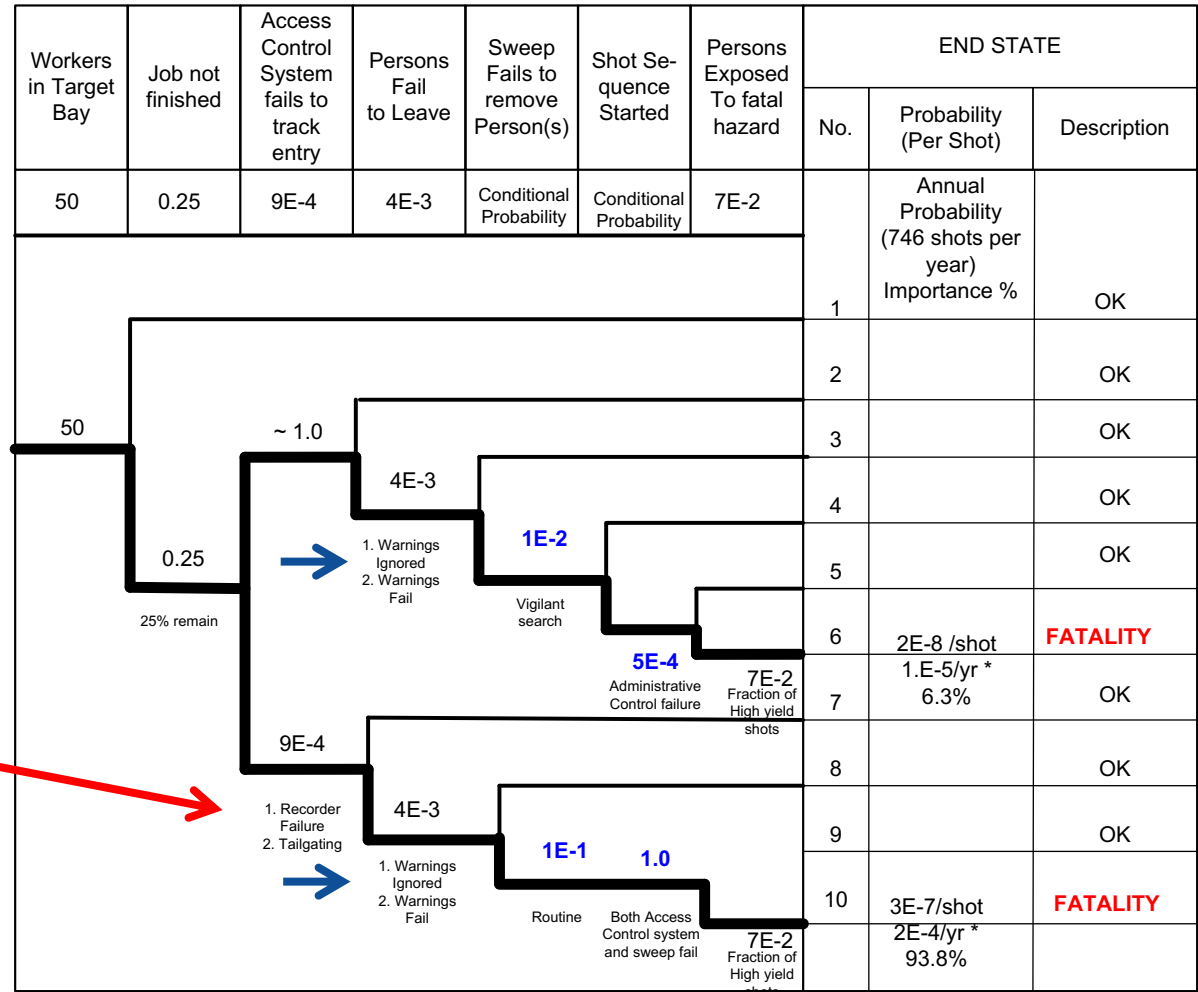 Workers
in Target
Bay
Job not
finished
Access
Control
System
fails to
track
entry
Persons
Fail
to Leave
Sweep
Fails to
remove
Person(s)
Shot Se-
quence
Started
Persons
Exposed
To fatal
hazard
END STATE
No.
Probability
(Per Shot)
Description
50
0.25
9E-4
4E-3
Conditional
Probability
Conditional
Probability
7E-2
Annual
Probability
(746 shots per
year)
Importance %
1
OK
2
OK
50
~ 1.0
3
OK
4E-3
4
OK
1E-2
0.25
1. Warnings
Ignored
2. Warnings
Fail
5
OK
25% remain
Vigilant
search
6
2E-8 /shot
FATALITY
5E-4
Administrative
Control failure
7E-2
Fraction of
High yield
shots
1.E-5/yr *
6.3%
7
OK
9E-4
8
OK
1. Recorder
Failure
2. Tailgating
4E-3
9
OK
1E-1
1.0
1. Warnings
Ignored
2. Warnings
Fail
10
3E-7/shot
FATALITY
Routine
Both Access
Control system
and sweep fail
7E-2
Fraction of
High yield
shots
2E-4/yr *
93.8%